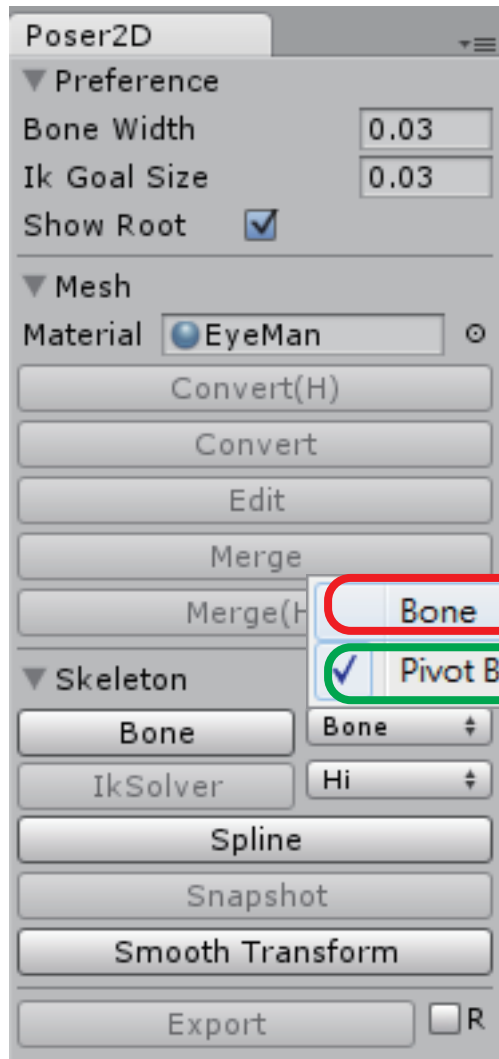 Poser2D
Preference
Bone Width 0.03
Ik Goal Size 0.03
Show Root
Mesh
Material EyeMan
Convert(H)
Convert
Edit
Merge
Merge(H
Bone
Pivot B
Skeleton
Bone Bone
IkSolver Hi
Spline
Snapshot
Smooth Transform
Export R